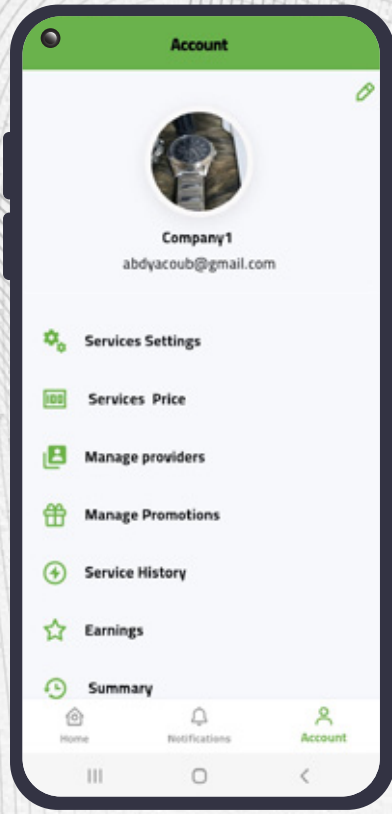 Account
Company1
abdyacoub@gmail.com
Services Settings
100
Services Price
Manage providers
Manage Promotions
Service History
Earnings
Summary
Home
Notifications
Account